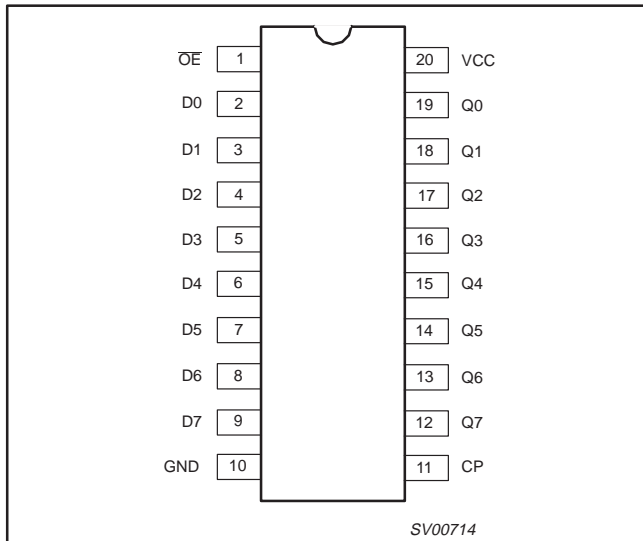 O̅E̅ 1 20 VCC
D0 2 19 Q0
D1 3 18 Q1
D2 4 17 Q2
D3 5 16 Q3
D4 6 15 Q4
D5 7 14 Q5
D6 8 13 Q6
D7 9 12 Q7
GND 10 11 CP
SV00714